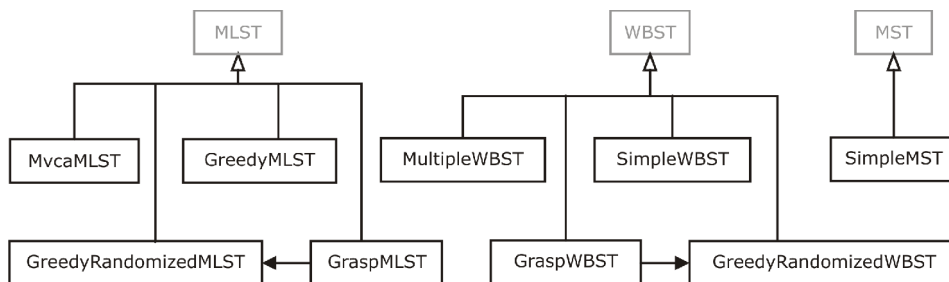 MLST
WBST
MST
MvcaMLST
GreedyMLST
MultipleWBST
SimpleWBST
SimpleMST
GreedyRandomizedMLST
GraspMLST
GraspWBST
GreedyRandomizedWBST